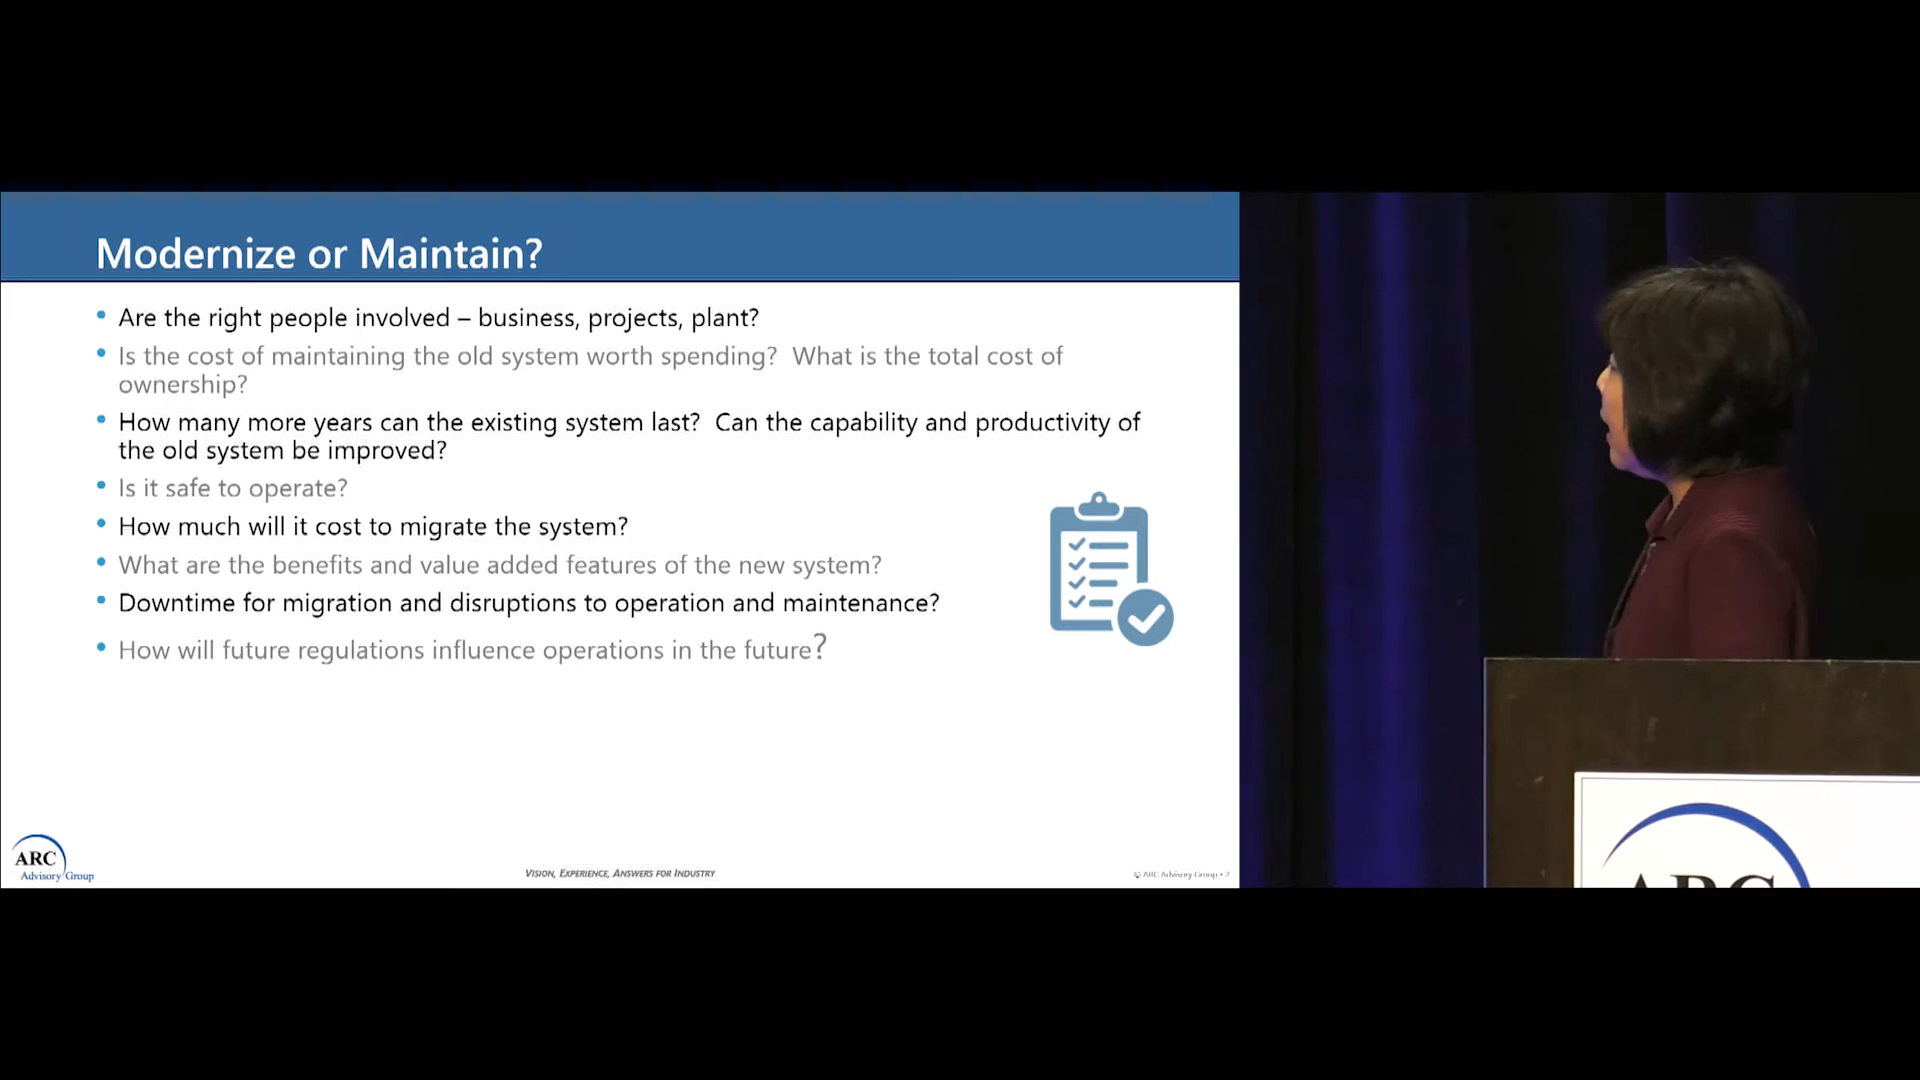 Modernize or Maintain?
• Are the right people involved – business, projects, plant?
• Is the cost of maintaining the old system worth spending?  What is the total cost of
ownership?
• How many more years can the existing system last?  Can the capability and productivity of
the old system be improved?
• Is it safe to operate?
• How much will it cost to migrate the system?
• What are the benefits and value added features of the new system?
• Downtime for migration and disruptions to operation and maintenance?
• How will future regulations influence operations in the future?
ARC
Advisory Group
VISION, EXPERIENCE, ANSWERS FOR INDUSTRY
© ARC Advisory Group • 2
ARC